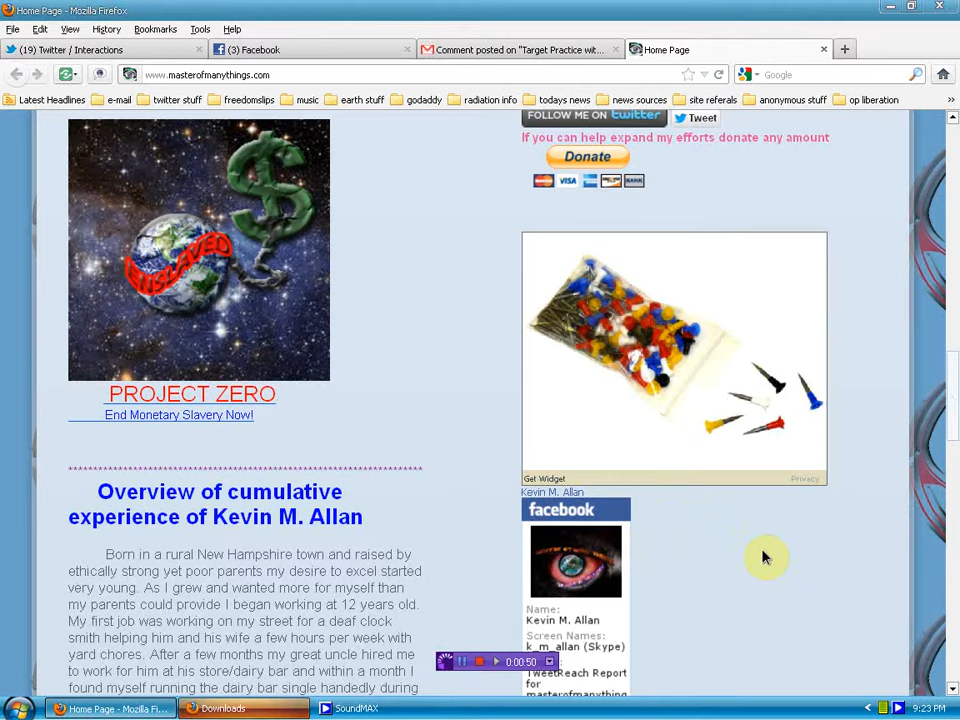 Home Page - Mozilla Firefox
File Edit View History Bookmarks Tools Help
(19) Twitter / Interactions
(3) Facebook
Comment posted on "Target Practice wit...
Home Page
www.masterofmanythings.com
Google
Latest Headlines
e-mail
twitter stuff
freedomslips
music
earth stuff
godaddy
radiation info
todays news
news sources
site referals
anonymous stuff
op liberation
FOLLOW ME ON twitter
Tweet
If you can help expand my efforts donate any amount
Donate
VISA
BANK
ENSLAVED
PROJECT ZERO
End Monetary Slavery Now!
Get Widget
Privacy
Kevin M. Allan
facebook
Name:
Kevin M. Allan
Screen Names:
k_m_allan (Skype)
TweetReach Report
for
masterofmanything
************************************************************************
Overview of cumulative
experience of Kevin M. Allan
Born in a rural New Hampshire town and raised by
ethically strong yet poor parents my desire to excel started
very young. As I grew and wanted more for myself than
my parents could provide I began working at 12 years old.
My first job was working on my street for a deaf clock
smith helping him and his wife a few hours per week with
yard chores. After a few months my great uncle hired me
to work for him at his store/dairy bar and within a month I
found myself running the dairy bar single handedly during
0:00:50
Home Page - Mozilla Fi...
Downloads
SoundMAX
9:23 PM